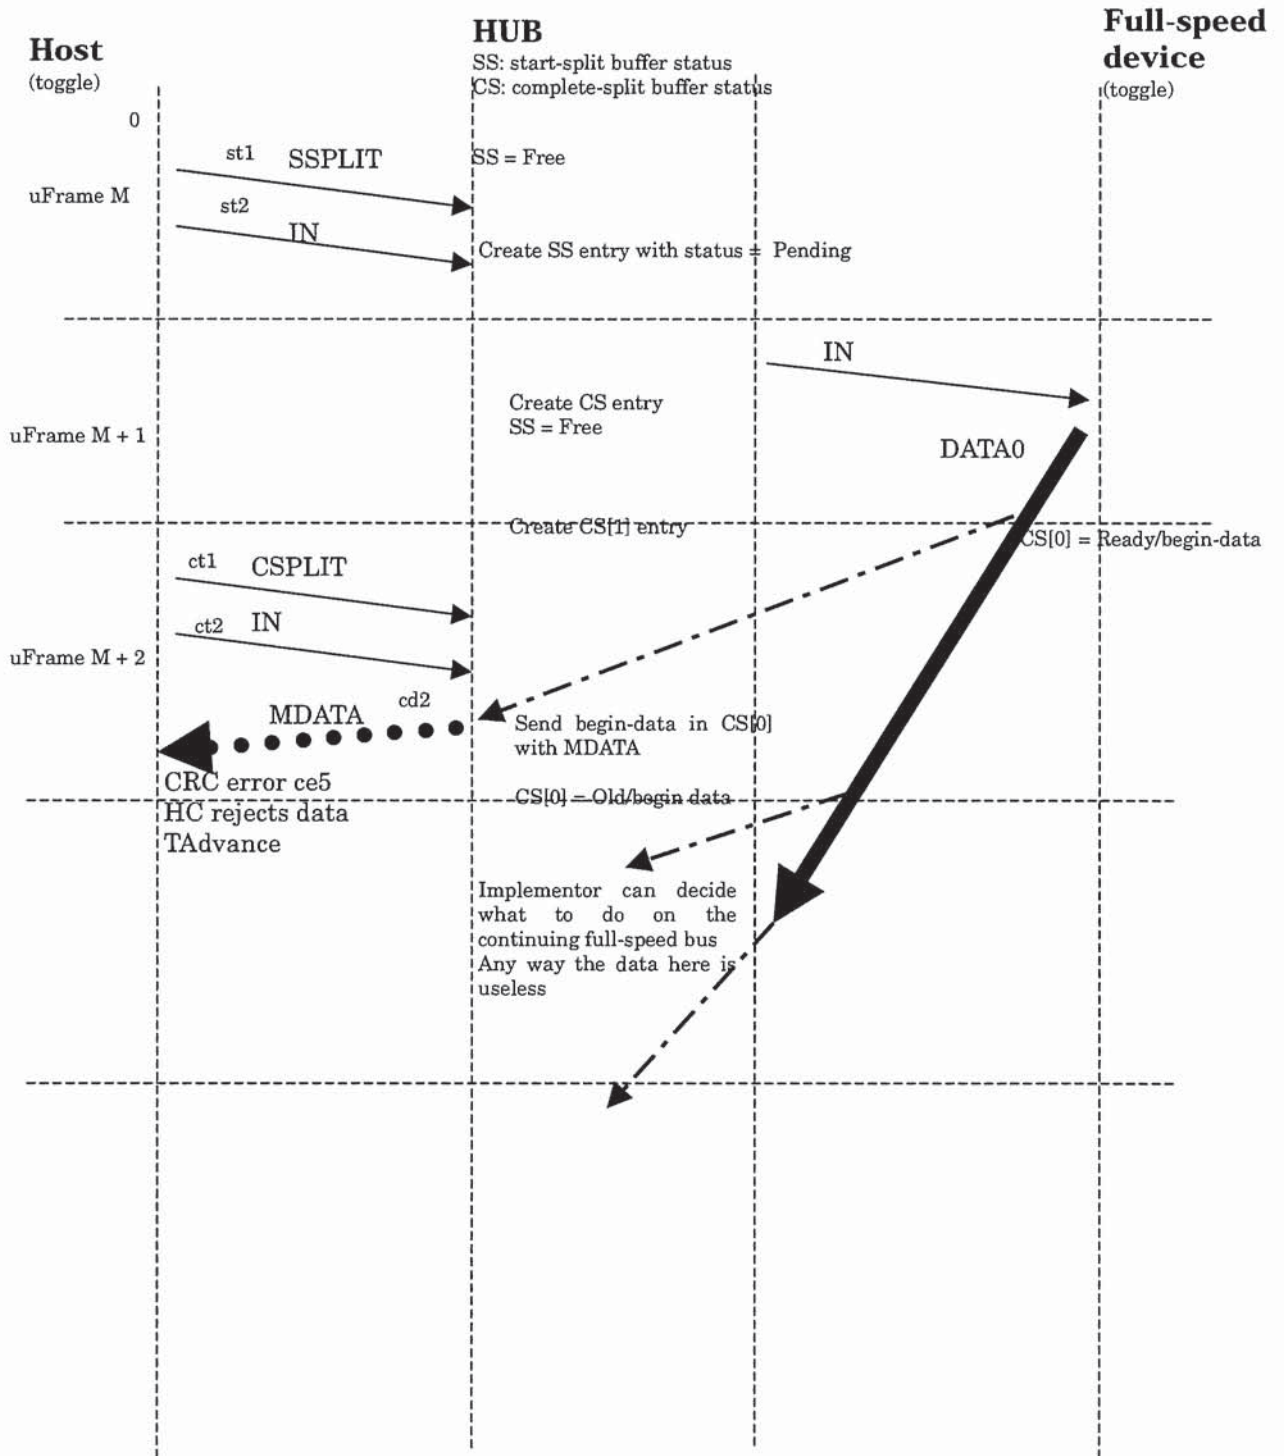 Host
(toggle)
HUB
SS: start-split buffer status
CS: complete-split buffer status
Full-speed
device
(toggle)
0
st1 SSPLIT
SS = Free
uFrame M
st2
IN
Create SS entry with status = Pending
IN
Create CS entry
SS = Free
uFrame M + 1
DATA0
Create CS[1] entry
CS[0] = Ready/begin-data
ct1 CSPLIT
ct2 IN
uFrame M + 2
MDATA cd2
Send begin-data in CS[0]
with MDATA
CRC error ce5
HC rejects data
TAdvance
CS[0] = Old/begin data
Implementor can decide
what to do on the
continuing full-speed bus
Any way the data here is
useless